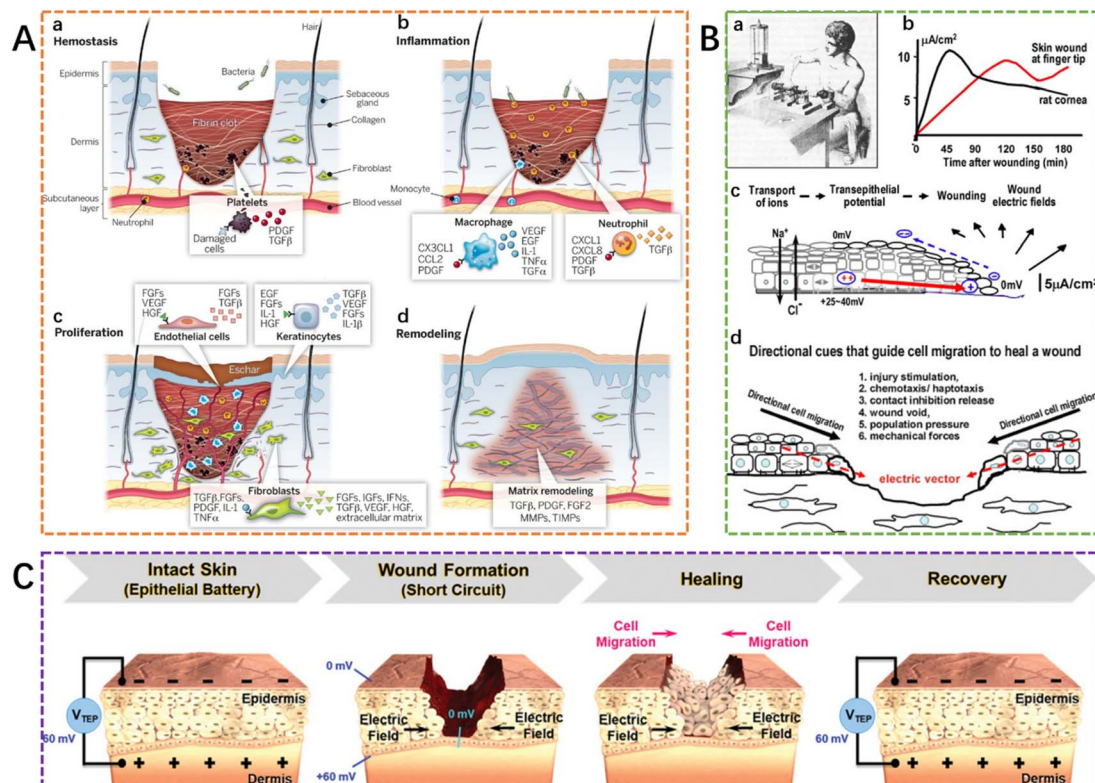 A
a
Hemostasis
Hair
Bacteria
Epidermis
Sebaceous
gland
Collagen
Fibrin clot
Dermis
Fibroblast
Subcutaneous
layer
Neutrophil
Platelets
Damaged
cells
PDGF
TGFβ
Blood vessel
b
Inflammation
Monocyte
Macrophage
CX3CL1
CCL2
PDGF
VEGF
EGF
IL-1
TNFα
TGFα
Neutrophil
CXCL1
CXCL8
PDGF
TGFβ
TGFβ
c
Proliferation
FGFs
VEGF
HGF
FGFs
TGFβ
Endothelial cells
EGF
FGFs
IL-1
HGF
TGFβ
VEGF
FGFs
IL-1β
Keratinocytes
Eschar
TGFβ,FGFs,
PDGF, IL-1
TNFα
Fibroblasts
FGFs, IGFs, IFNs,
TGFβ, VEGF, HGF,
extracellular matrix
d
Remodeling
Matrix remodeling
TGFβ, PDGF, FGF2
MMPs, TIMPs
B
a
b
μA/cm²
10
5
Skin wound
at finger tip
rat cornea
0 45 90 120 150 180
Time after wounding (min)
c
Transport
of ions
Transepithelial
potential
Wounding
Wound
electric fields
Na⁺
0mV
Cl⁻
++
+25~40mV
+
0mV
5μA/cm²
d
Directional cues that guide cell migration to heal a wound
1. injury stimulation,
2. chemotaxis/ haptotaxis
3. contact inhibition release
4. wound void,
5. population pressure
6. mechanical forces
Directional cell migration
Directional cell migration
electric vector
C
Intact Skin
(Epithelial Battery)
Wound Formation
(Short Circuit)
Healing
Recovery
V_TEP
60 mV
Epidermis
Dermis
0 mV
0 mV
Electric
Field
Electric
Field
+60 mV
Cell
Migration
Cell
Migration
Electric
Field
Electric
Field
V_TEP
60 mV
Epidermis
Dermis